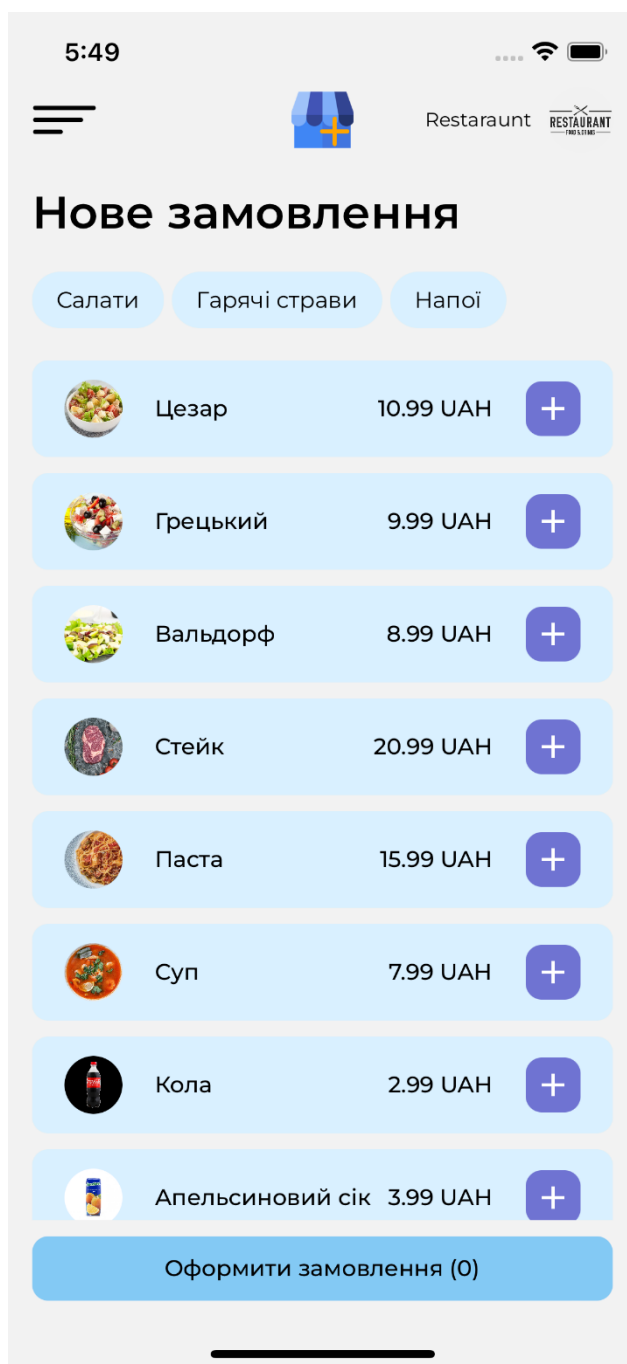 5:49
Restaraunt
RESTAURANT
Нове замовлення
Салати Гарячі страви Напої
Цезар 10.99 UAH
Грецький 9.99 UAH
Вальдорф 8.99 UAH
Стейк 20.99 UAH
Паста 15.99 UAH
Суп 7.99 UAH
Кола 2.99 UAH
Апельсиновий сік 3.99 UAH
Оформити замовлення (0)